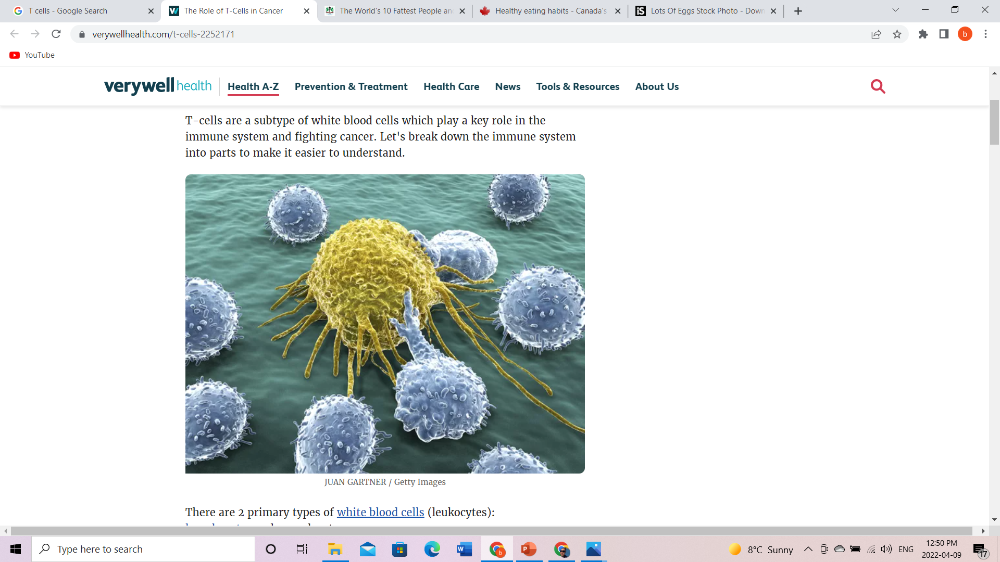 T cells - Google Search
The Role of T-Cells in Cancer
The World's 10 Fattest People an
Healthy eating habits - Canada's
iS Lots Of Eggs Stock Photo - Down
verywellhealth.com/t-cells-2252171
b
YouTube
verywell health
Health A-Z Prevention & Treatment Health Care News Tools & Resources About Us
T-cells are a subtype of white blood cells which play a key role in the
immune system and fighting cancer. Let's break down the immune system
into parts to make it easier to understand.
JUAN GARTNER / Getty Images
There are 2 primary types of white blood cells (leukocytes):
Type here to search
8°C Sunny
ENG
12:50 PM
2022-04-09
17